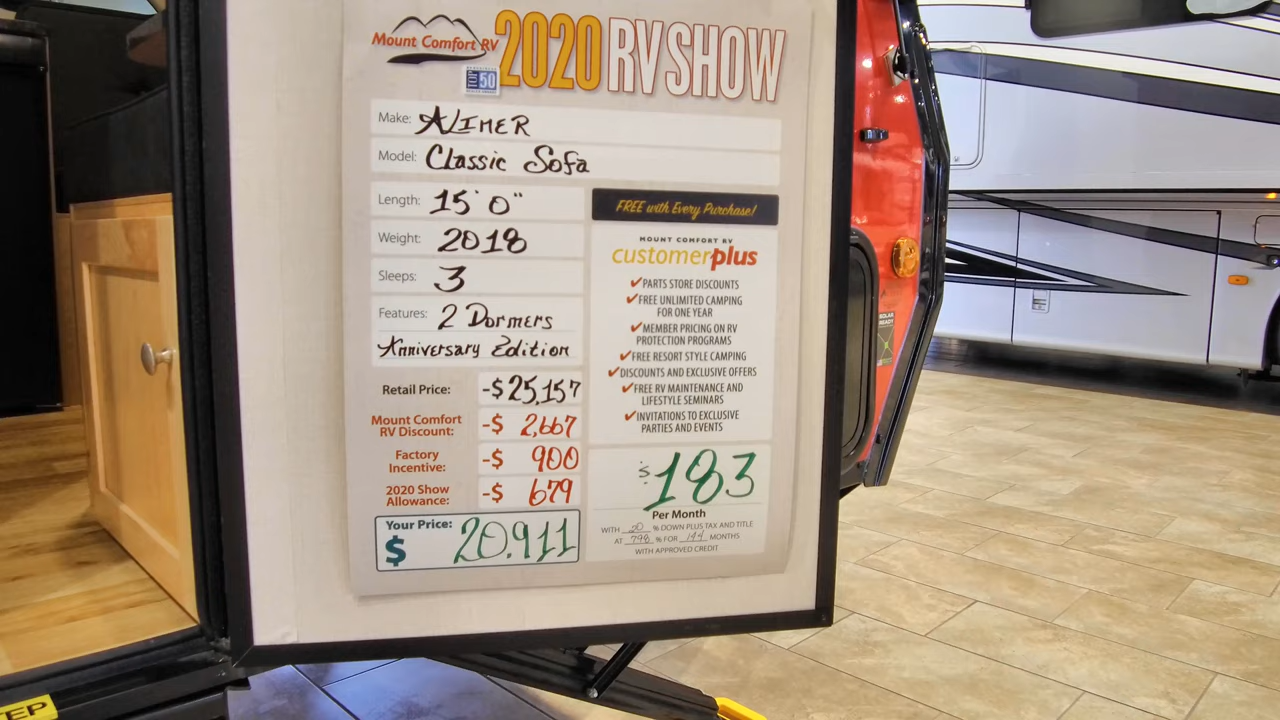 Mount Comfort RV
TOP 50
2020 RV SHOW
Make: ALINER
Model: Classic Sofa
Length: 15' 0"
Weight: 2018
Sleeps: 3
Features: 2 Dormers
Anniversary Edition
Retail Price: -$25,157
Mount Comfort
RV Discount: -$ 2,667
Factory
Incentive: -$ 900
2020 Show
Allowance: -$ 679
Your Price:
$ 20,911
FREE with Every Purchase!
MOUNT COMFORT RV
customerplus
✓PARTS STORE DISCOUNTS
✓FREE UNLIMITED CAMPING
FOR ONE YEAR
✓MEMBER PRICING ON RV
PROTECTION PROGRAMS
✓FREE RESORT STYLE CAMPING
✓DISCOUNTS AND EXCLUSIVE OFFERS
✓FREE RV MAINTENANCE AND
LIFESTYLE SEMINARS
✓INVITATIONS TO EXCLUSIVE
PARTIES AND EVENTS
$183
Per Month
WITH 20 % DOWN PLUS TAX AND TITLE
AT 798 % FOR 144 MONTHS
WITH APPROVED CREDIT
SOLAR
READY
TEP